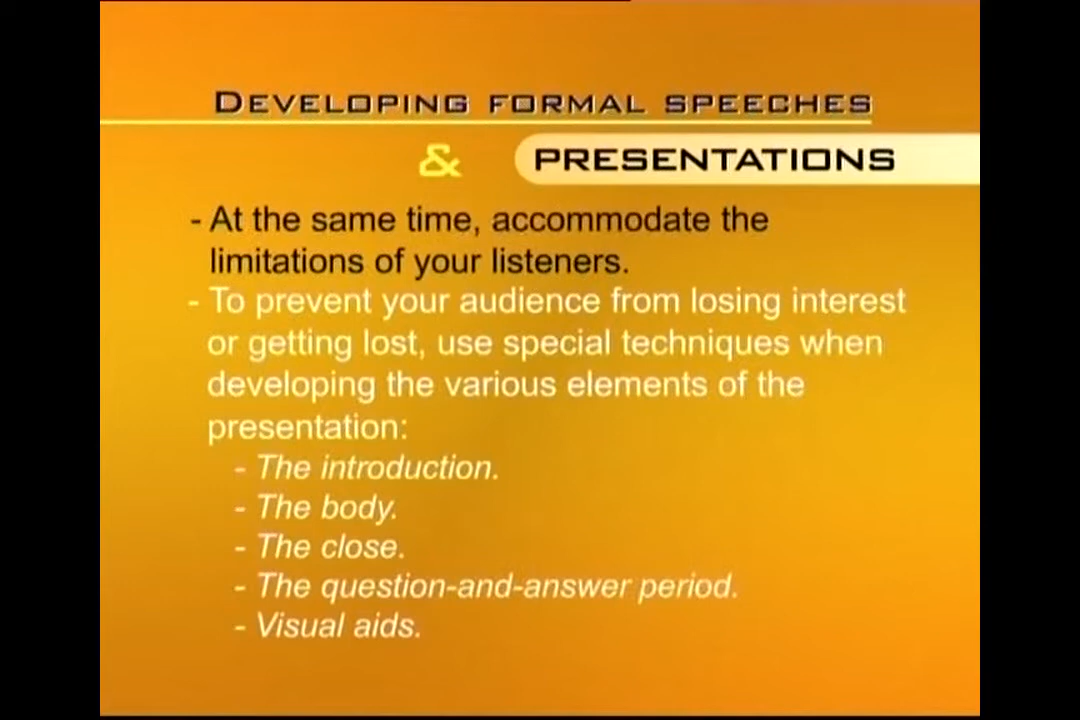 DEVELOPING FORMAL SPEECHES
& PRESENTATIONS
- At the same time, accommodate the
limitations of your listeners.
- To prevent your audience from losing interest
or getting lost, use special techniques when
developing the various elements of the
presentation:
- The introduction.
- The body.
- The close.
- The question-and-answer period.
- Visual aids.